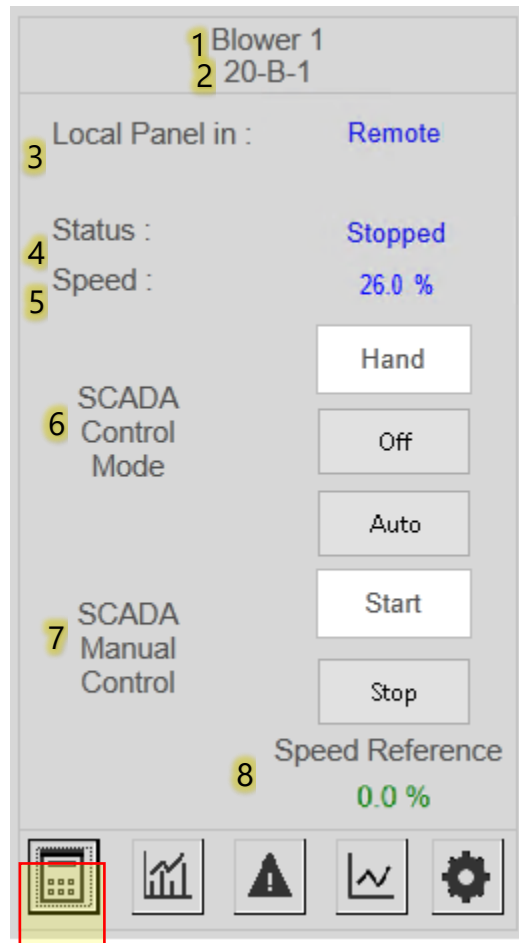 1 Blower 1
2 20-B-1
3 Local Panel in : Remote
4 Status : Stopped
5 Speed : 26.0 %
Hand
6 SCADA
Control
Mode
Off
Auto
7 SCADA
Manual
Control
Start
Stop
8 Speed Reference
0.0 %